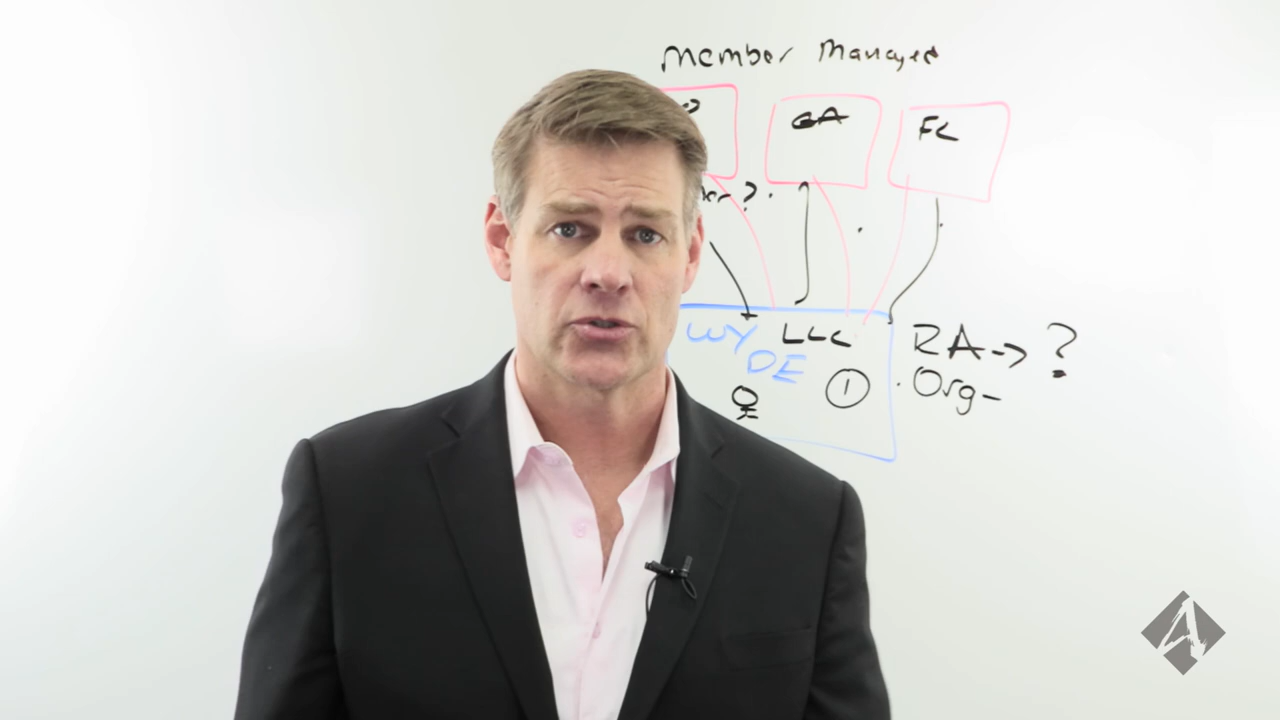 Member Managed
GA
FL
WY
LLC
DE
1
RA → ?
Org-